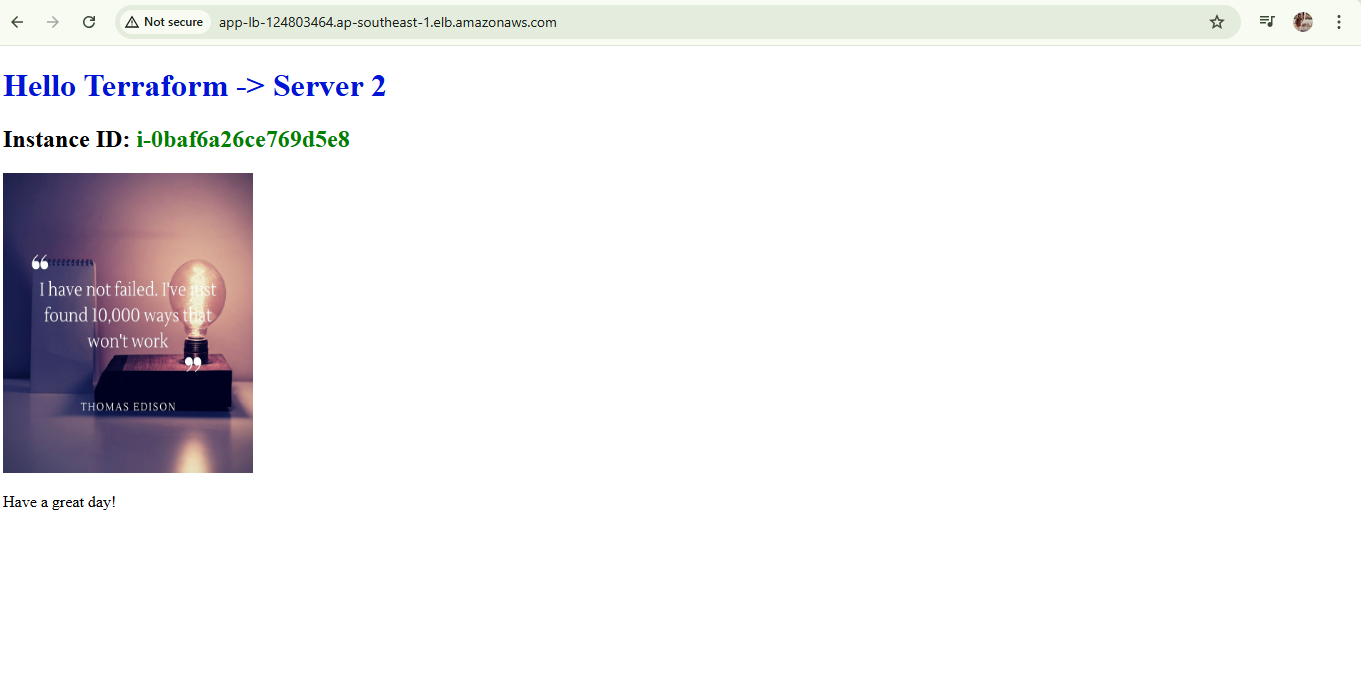 Not secure
app-lb-124803464.ap-southeast-1.elb.amazonaws.com
Hello Terraform -> Server 2
Instance ID: i-0baf6a26ce769d5e8
“
I have not failed. I've just
found 10,000 ways that
won't work
”
THOMAS EDISON
Have a great day!